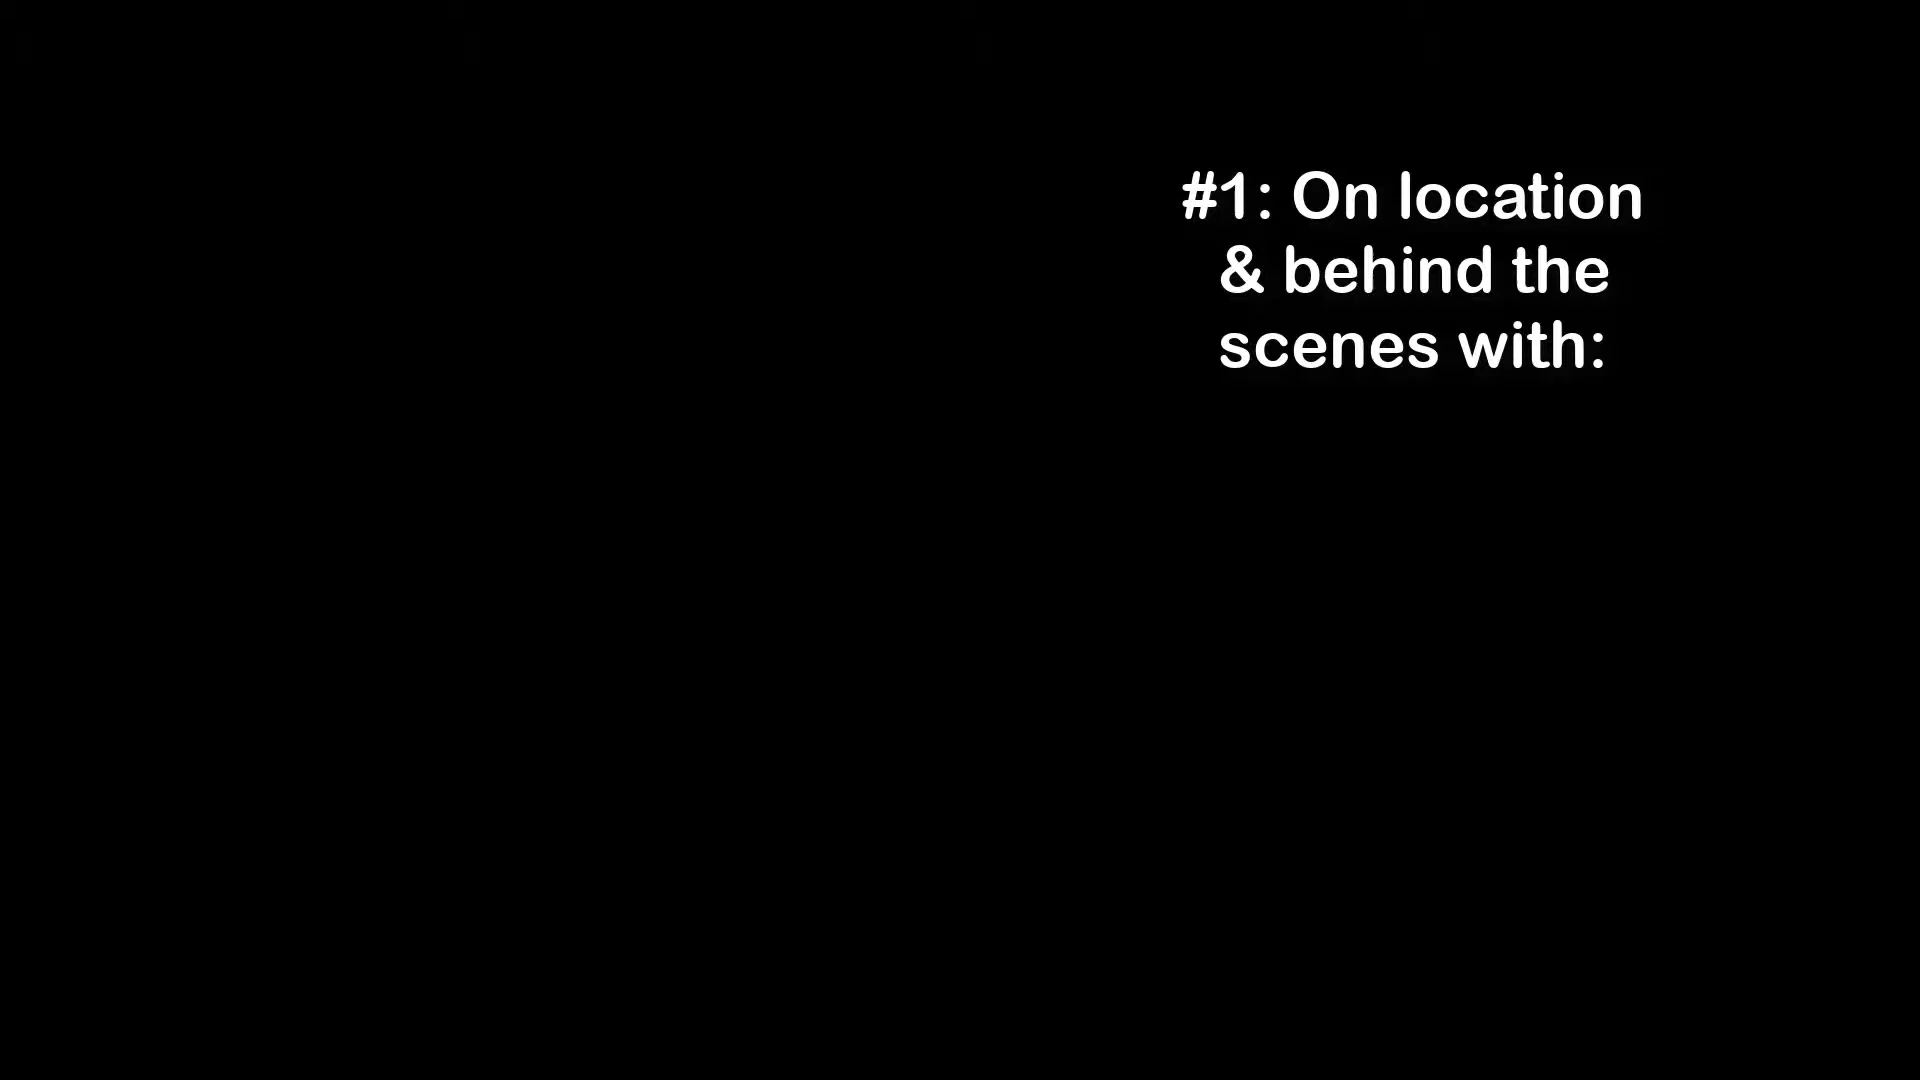 #1: On location
& behind the
scenes with: